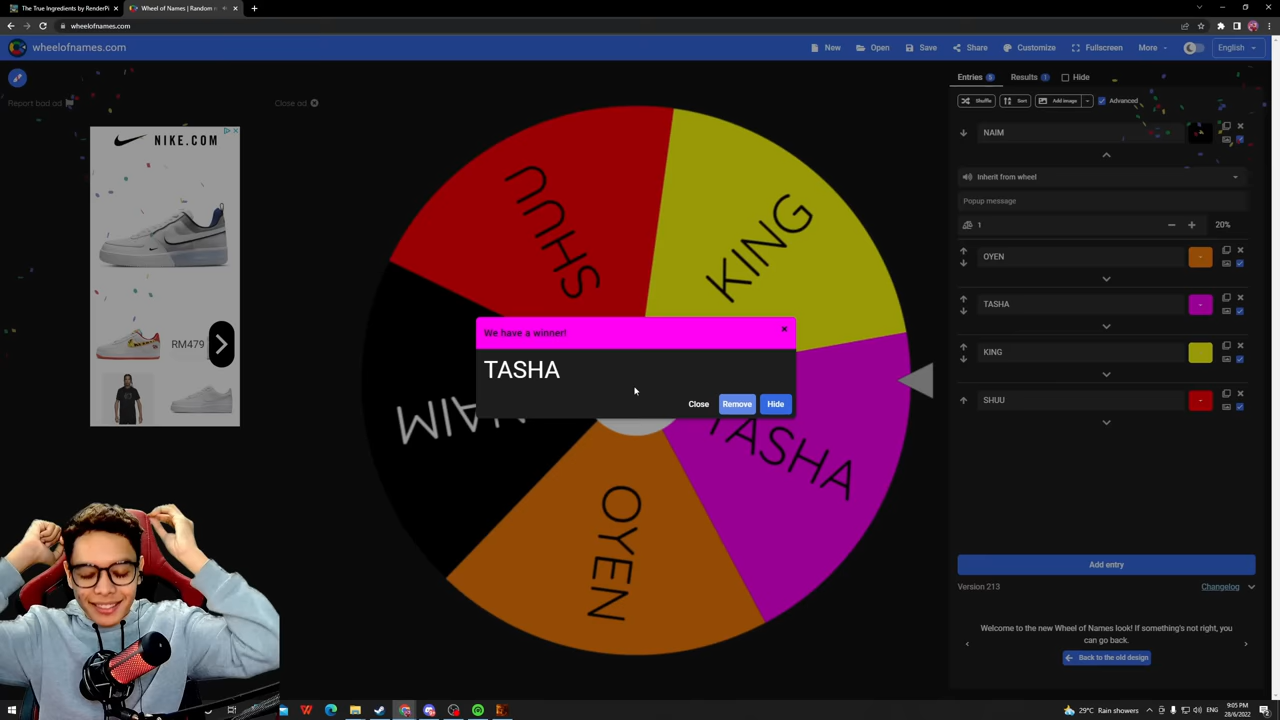 The True Ingredients by RenderPi
Wheel of Names | Random n
wheelofnames.com
wheelofnames.com
New
Open
Save
Share
Customize
Fullscreen
More
English
Report bad ad
Close ad
NIKE.COM
RM479
SHUU
KING
TASHA
OYEN
NAIM
We have a winner!
TASHA
Close
Remove
Hide
Entries 5
Results 1
Hide
Shuffle
Sort
Add image
Advanced
NAIM
Inherit from wheel
Popup message
1
20%
OYEN
TASHA
KING
SHUU
Add entry
Version 213
Changelog
Welcome to the new Wheel of Names look! If something's not right, you
can go back.
Back to the old design
29°C Rain showers
9:05 PM
28/6/2022